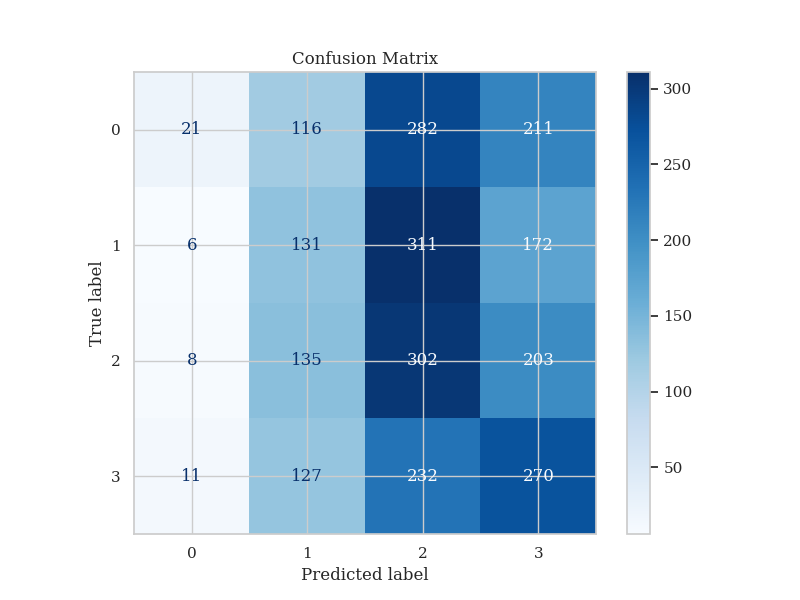 Confusion Matrix
0 21 116 282 211
1 6 131 311 172
2 8 135 302 203
3 11 127 232 270
0 1 2 3
Predicted label
True label
300
250
200
150
100
50